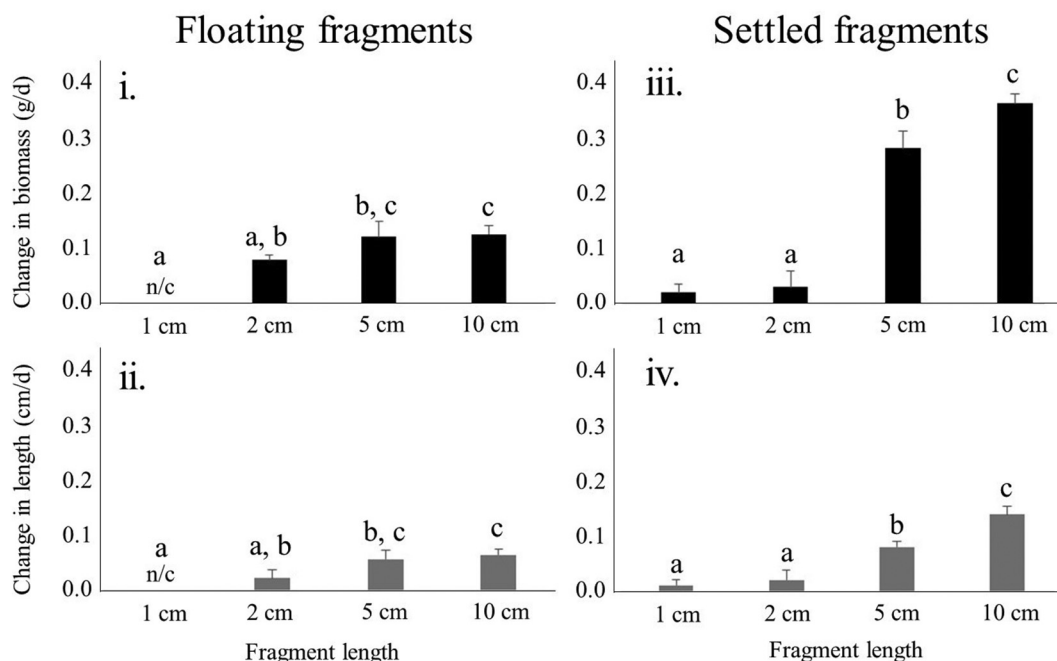 Floating fragments
Settled fragments
Change in biomass (g/d)
0.4
0.3
0.2
0.1
0.0
i.
a
n/c
a, b
b, c
c
1 cm
2 cm
5 cm
10 cm
0.4
0.3
0.2
0.1
0.0
iii.
a
a
b
c
1 cm
2 cm
5 cm
10 cm
Change in length (cm/d)
0.4
0.3
0.2
0.1
0.0
ii.
a
n/c
a, b
b, c
c
1 cm
2 cm
5 cm
10 cm
Fragment length
0.4
0.3
0.2
0.1
0.0
iv.
a
a
b
c
1 cm
2 cm
5 cm
10 cm
Fragment length